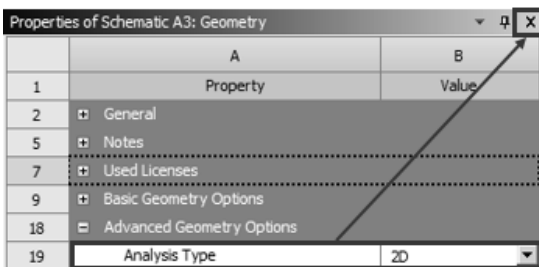 Properties of Schematic A3: Geometry
A B
1 Property Value
2 General
5 Notes
7 Used Licenses
9 Basic Geometry Options
18 Advanced Geometry Options
19 Analysis Type 2D